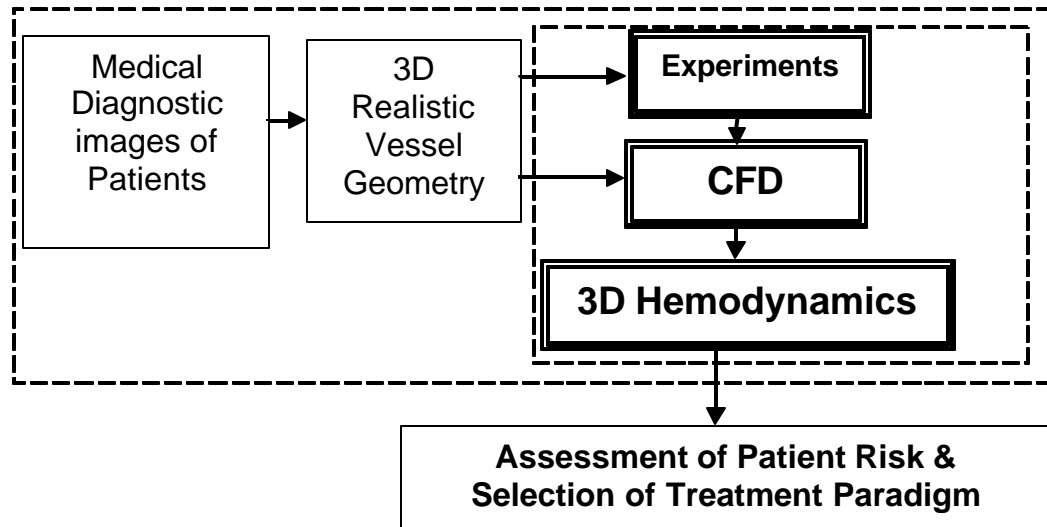 Medical
Diagnostic
images of
Patients
3D
Realistic
Vessel
Geometry
Experiments
CFD
3D Hemodynamics
Assessment of Patient Risk &
Selection of Treatment Paradigm